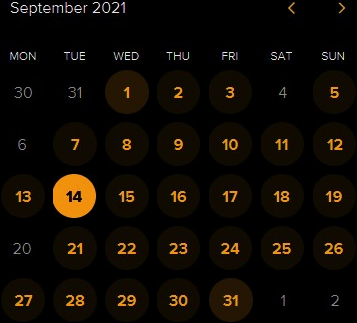 September 2021
MON TUE WED THU FRI SAT SUN
30 31 1 2 3 4 5
6 7 8 9 10 11 12
13 14 15 16 17 18 19
20 21 22 23 24 25 26
27 28 29 30 31 1 2